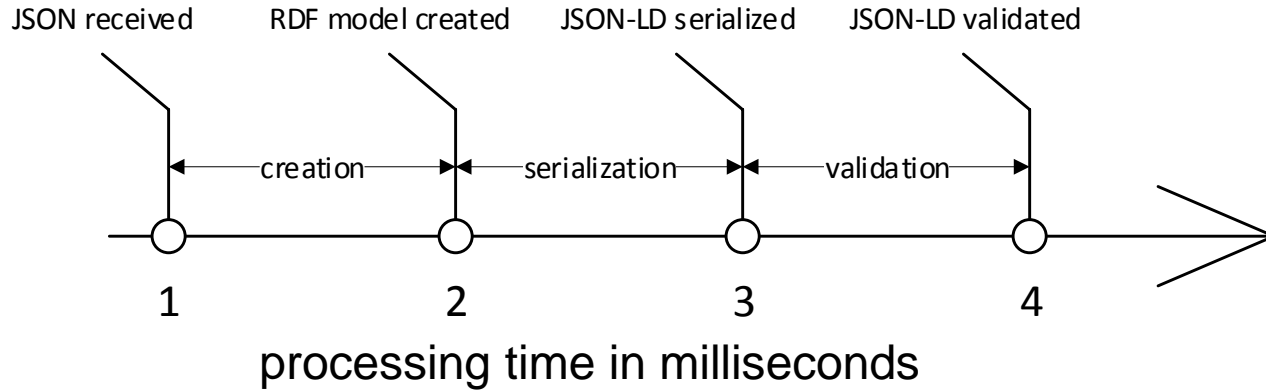 JSON received
RDF model created
JSON-LD serialized
JSON-LD validated
creation
serialization
validation
1
2
3
4
processing time in milliseconds